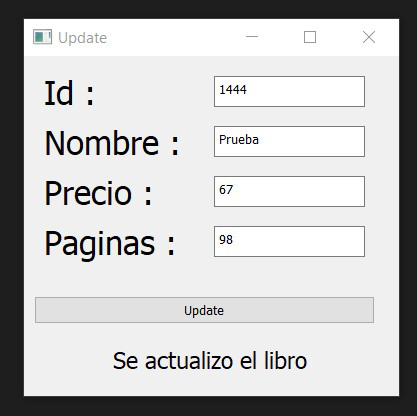 Update
Id : 1444
Nombre : Prueba
Precio : 67
Paginas : 98
Update
Se actualizo el libro